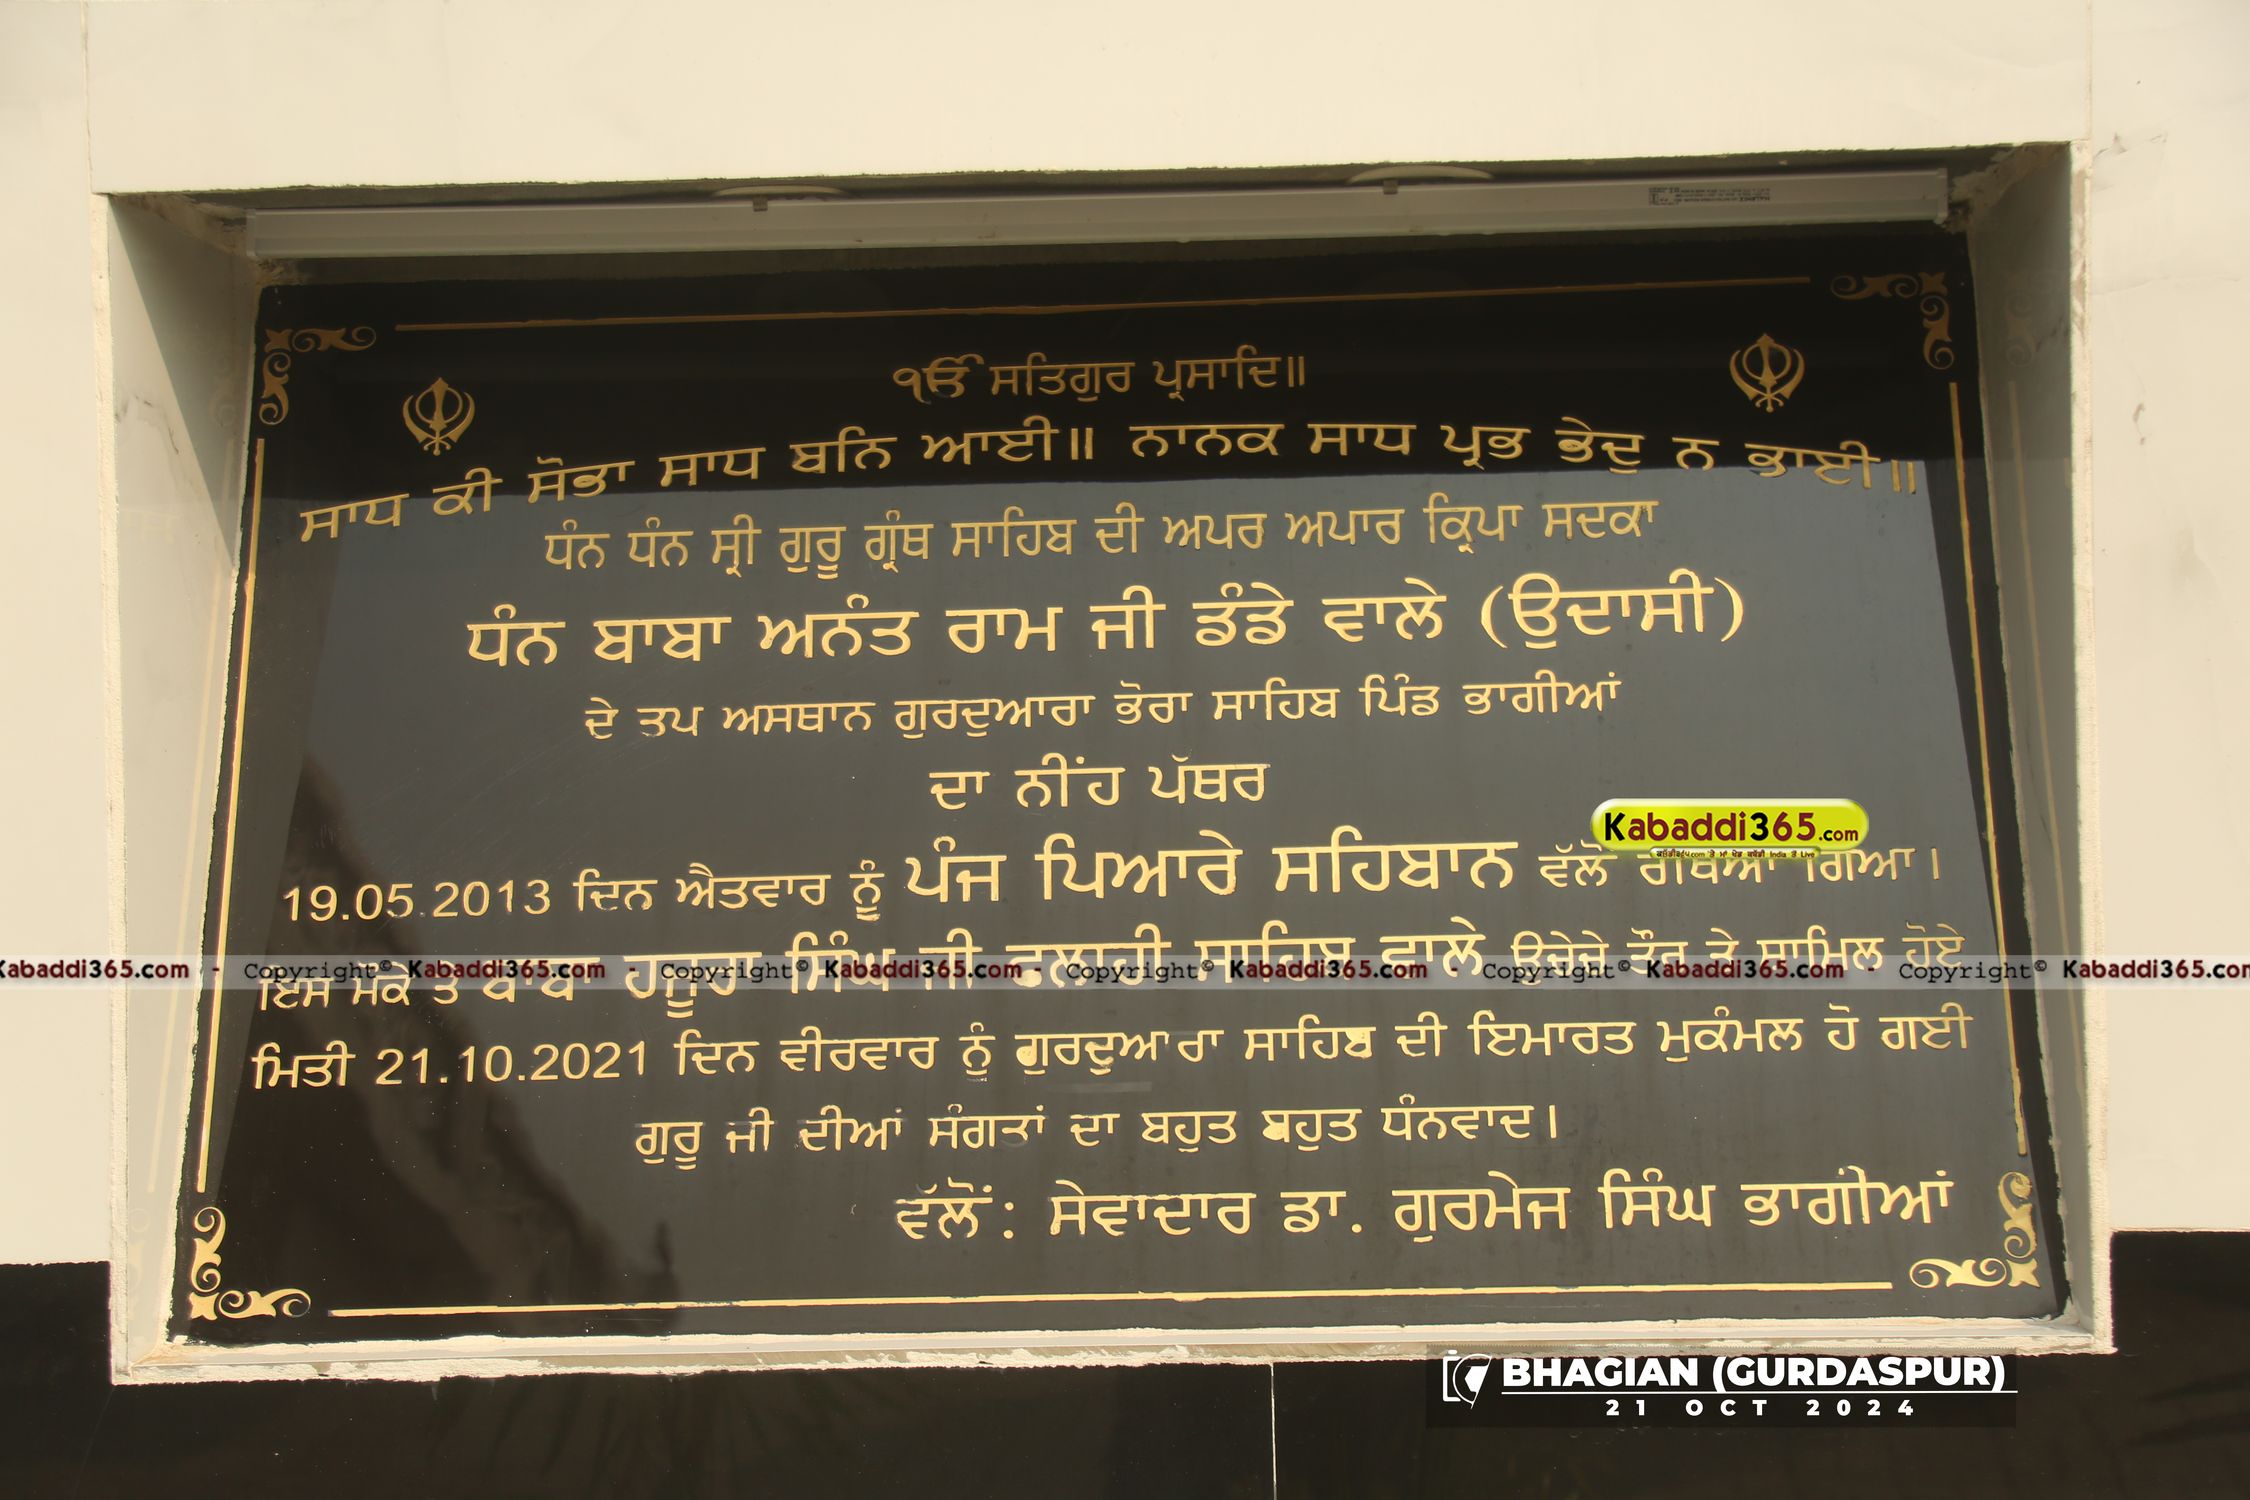 ੴ ਸਤਿਗੁਰ ਪ੍ਰਸਾਦਿ॥
ਸਾਧ ਕੀ ਸੋਭਾ ਸਾਧ ਬਨਿ ਆਈ॥ ਨਾਨਕ ਸਾਧ ਪ੍ਰਭ ਭੇਦੁ ਨ ਭਾਈ॥
ਧੰਨ ਧੰਨ ਸ੍ਰੀ ਗੁਰੂ ਗ੍ਰੰਥ ਸਾਹਿਬ ਦੀ ਅਪਰ ਅਪਾਰ ਕ੍ਰਿਪਾ ਸਦਕਾ
ਧੰਨ ਬਾਬਾ ਅਨੰਤ ਰਾਮ ਜੀ ਡੰਡੇ ਵਾਲੇ (ਉਦਾਸੀ)
ਦੇ ਤਪ ਅਸਥਾਨ ਗੁਰਦੁਆਰਾ ਭੋਰਾ ਸਾਹਿਬ ਪਿੰਡ ਭਾਗੀਆਂ
ਦਾ ਨੀਂਹ ਪੱਥਰ
Kabaddi365.com
19.05.2013 ਦਿਨ ਐਤਵਾਰ ਨੂੰ ਪੰਜ ਪਿਆਰੇ ਸਹਿਬਾਨ ਵੱਲੋਂ ਰੱਖਿਆ ਗਿਆ।
ਇਸ ਮੌਕੇ ਤੇ ਬਾਬਾ ਹਜੂਰ ਸਿੰਘ ਜੀ ਫਲਾਹੀ ਸਾਹਿਬ ਵਾਲੇ ਉਚੇਚੇ ਤੌਰ ਤੇ ਸ਼ਾਮਿਲ ਹੋਏ
Kabaddi365.com - Copyright© Kabaddi365.com - Copyright© Kabaddi365.com - Copyright© Kabaddi365.com - Copyright© Kabaddi365.com - Copyright© Kabaddi365.com
ਮਿਤੀ 21.10.2021 ਦਿਨ ਵੀਰਵਾਰ ਨੂੰ ਗੁਰਦੁਆਰਾ ਸਾਹਿਬ ਦੀ ਇਮਾਰਤ ਮੁਕੰਮਲ ਹੋ ਗਈ
ਗੁਰੂ ਜੀ ਦੀਆਂ ਸੰਗਤਾਂ ਦਾ ਬਹੁਤ ਬਹੁਤ ਧੰਨਵਾਦ।
ਵੱਲੋਂ: ਸੇਵਾਦਾਰ ਡਾ. ਗੁਰਮੇਜ ਸਿੰਘ ਭਾਗੀਆਂ
BHAGIAN (GURDASPUR)
21 OCT 2024